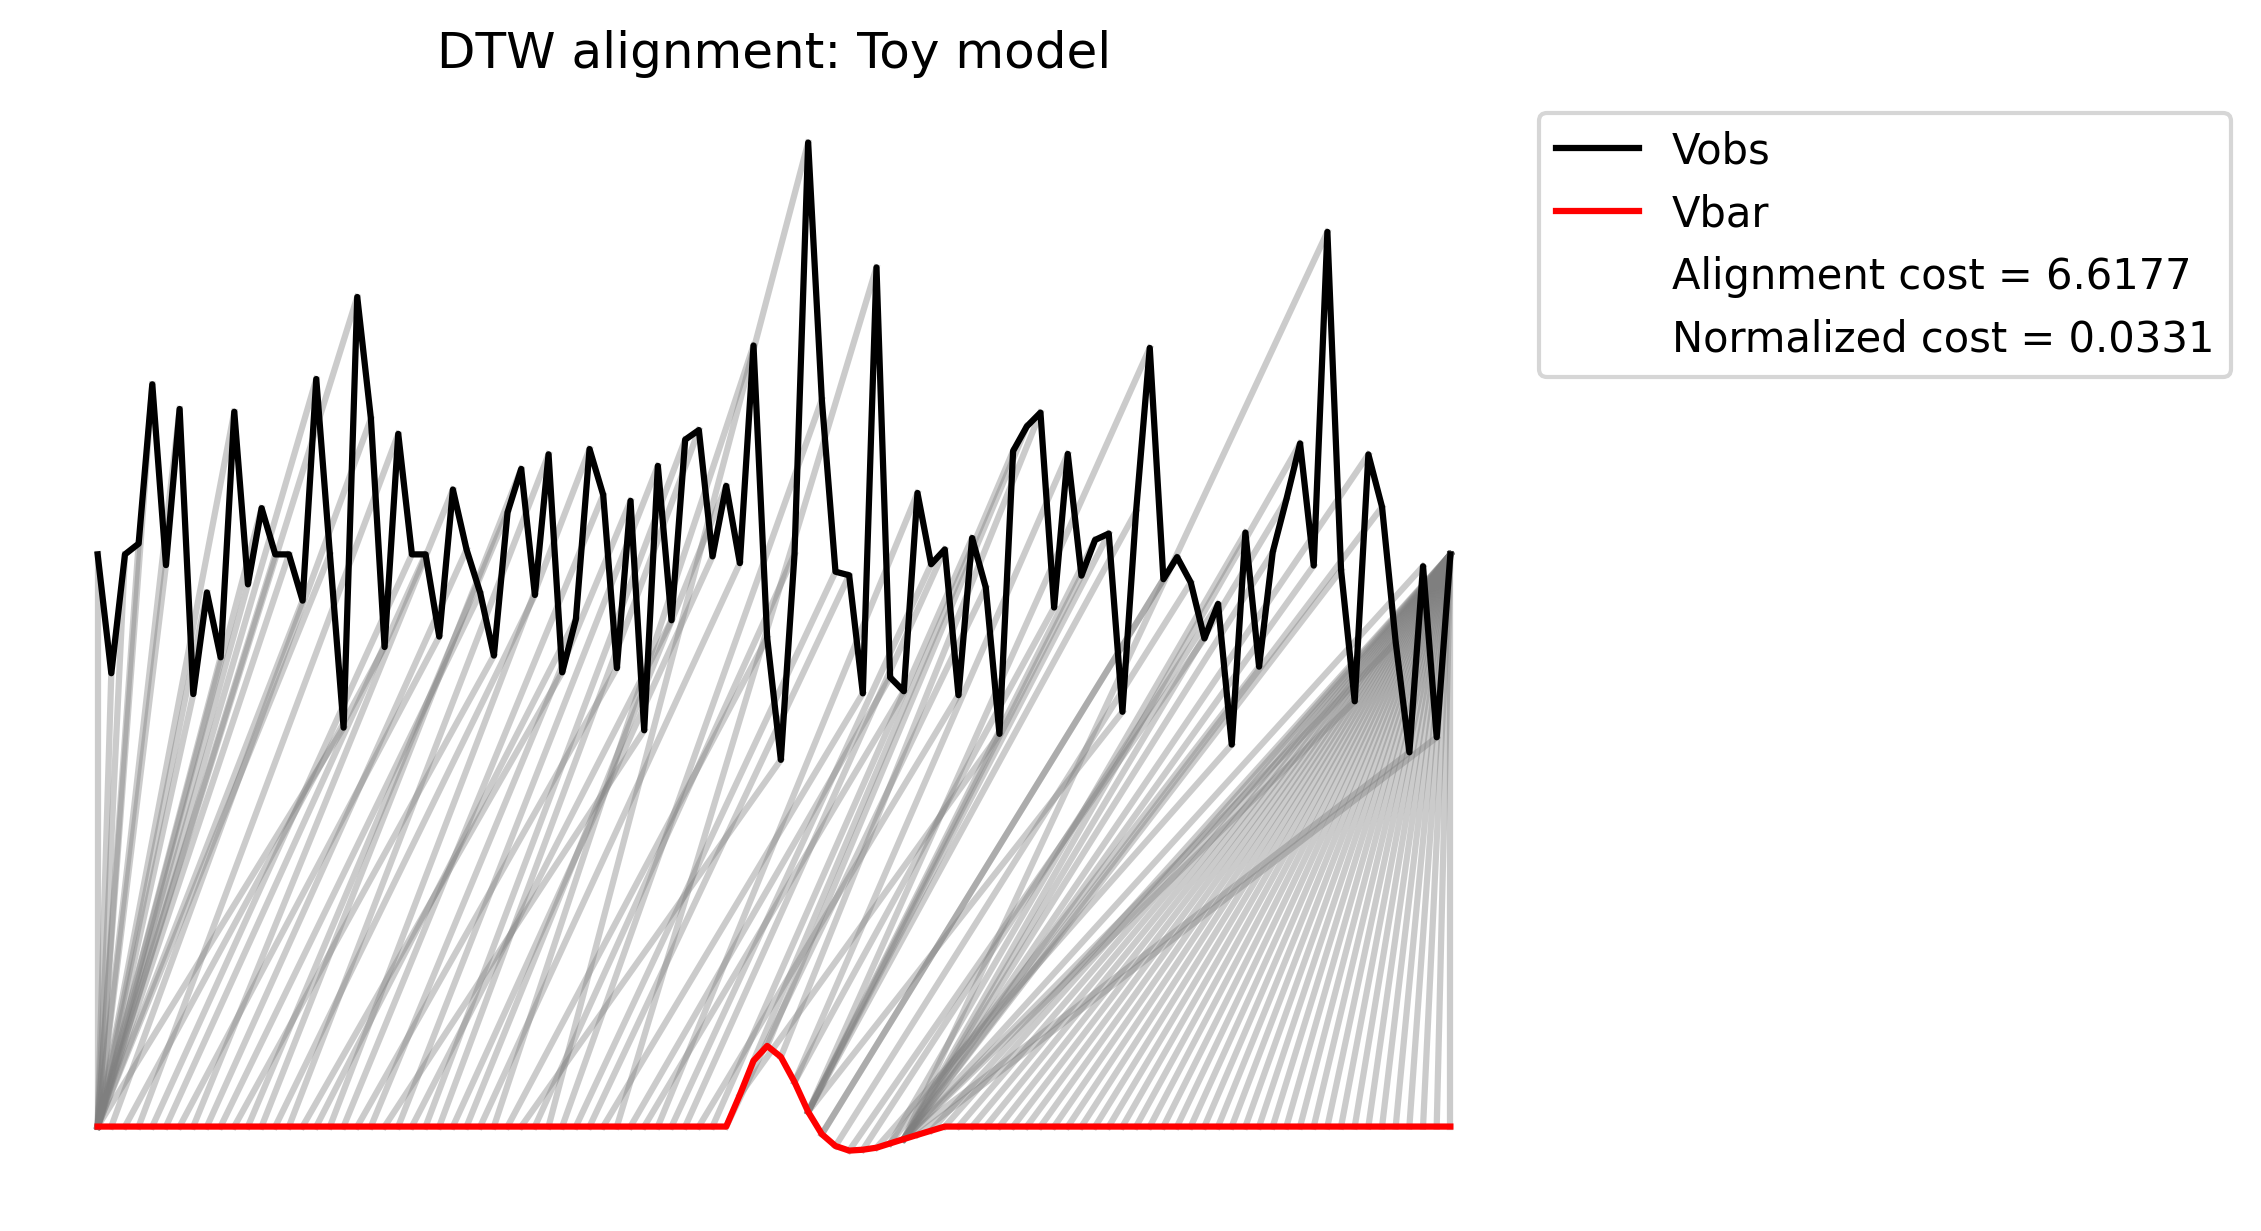 DTW alignment: Toy model
Vobs
Vbar
Alignment cost = 6.6177
Normalized cost = 0.0331